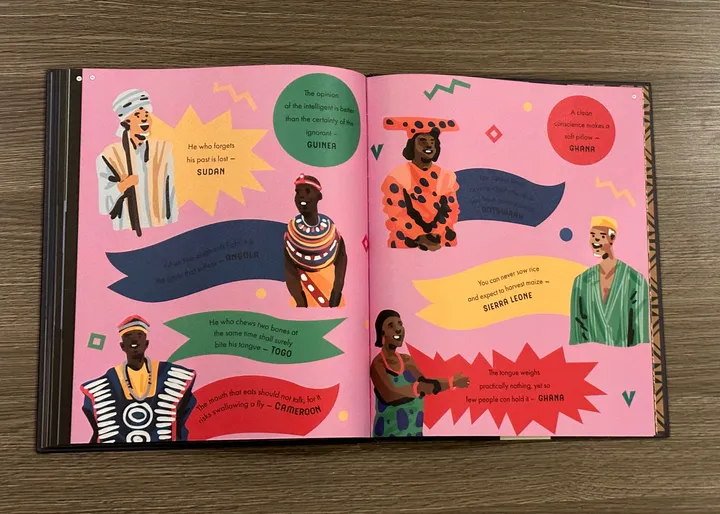 The opinion
of the intelligent is better
than the certainty of the
ignorant –
GUINEA
He who forgets
his past is lost –
SUDAN
ANGOLA
He who chews two bones at
the same time shall surely
bite his tongue – TOGO
The mouth that eats should not talk, for it
risks swallowing a fly – CAMEROON
A clean
conscience makes a
soft pillow –
GHANA
BOTSWANA
You can never sow rice
and expect to harvest maize –
SIERRA LEONE
The tongue weighs
practically nothing, yet so
few people can hold it – GHANA